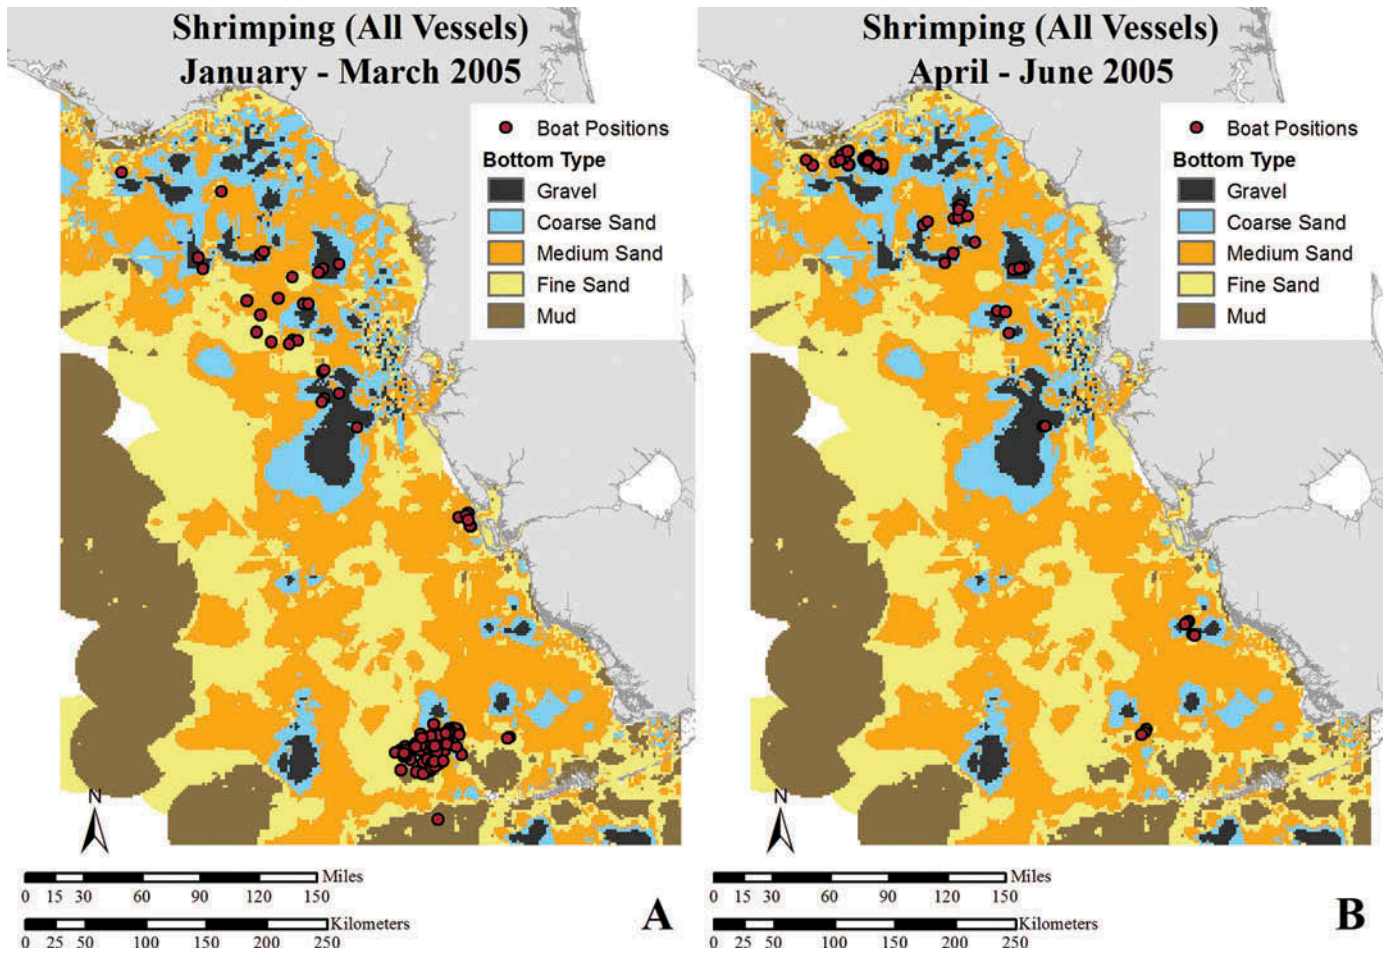 A
Shrimping (All Vessels)
January - March 2005
Boat Positions
Bottom Type
Gravel
Coarse Sand
Medium Sand
Fine Sand
Mud
N
Miles
0 15 30 60 90 120 150
Kilometers
0 25 50 100 150 200 250
A
B
Shrimping (All Vessels)
April - June 2005
Boat Positions
Bottom Type
Gravel
Coarse Sand
Medium Sand
Fine Sand
Mud
N
Miles
0 15 30 60 90 120 150
Kilometers
0 25 50 100 150 200 250
B